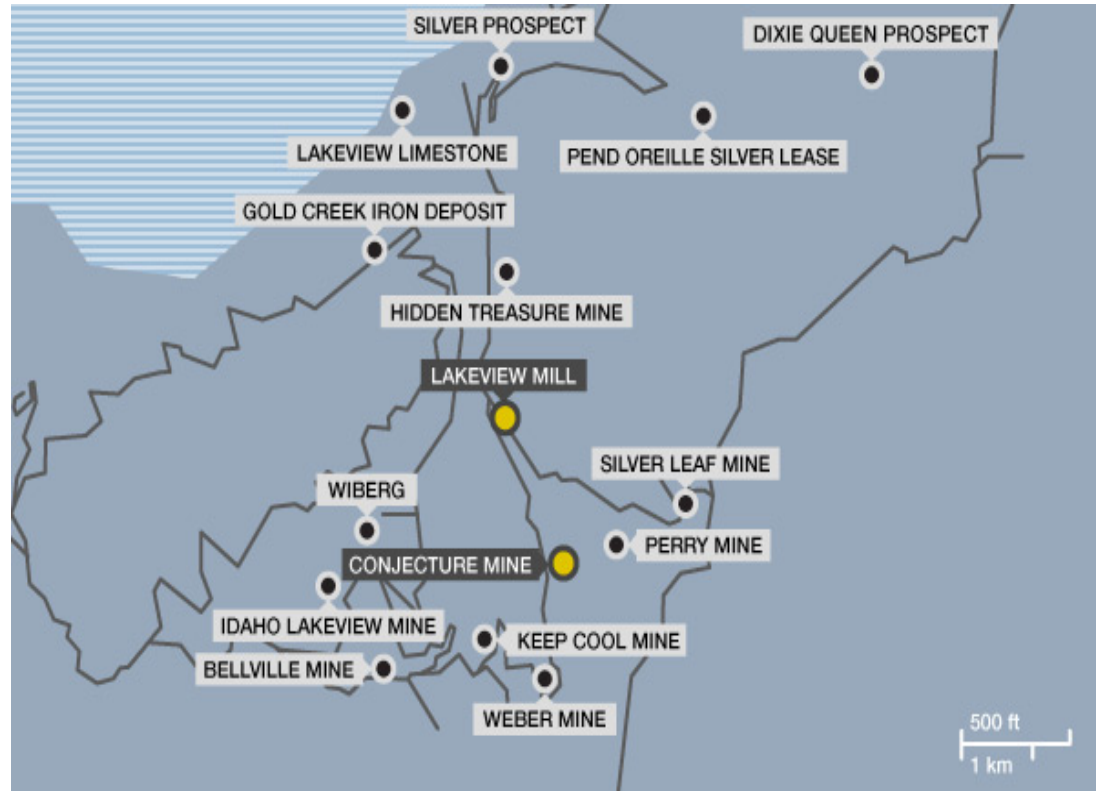 SILVER PROSPECT
DIXIE QUEEN PROSPECT
LAKEVIEW LIMESTONE
PEND OREILLE SILVER LEASE
GOLD CREEK IRON DEPOSIT
HIDDEN TREASURE MINE
LAKEVIEW MILL
SILVER LEAF MINE
WIBERG
PERRY MINE
CONJECTURE MINE
IDAHO LAKEVIEW MINE
KEEP COOL MINE
BELLVILLE MINE
WEBER MINE
500 ft
1 km